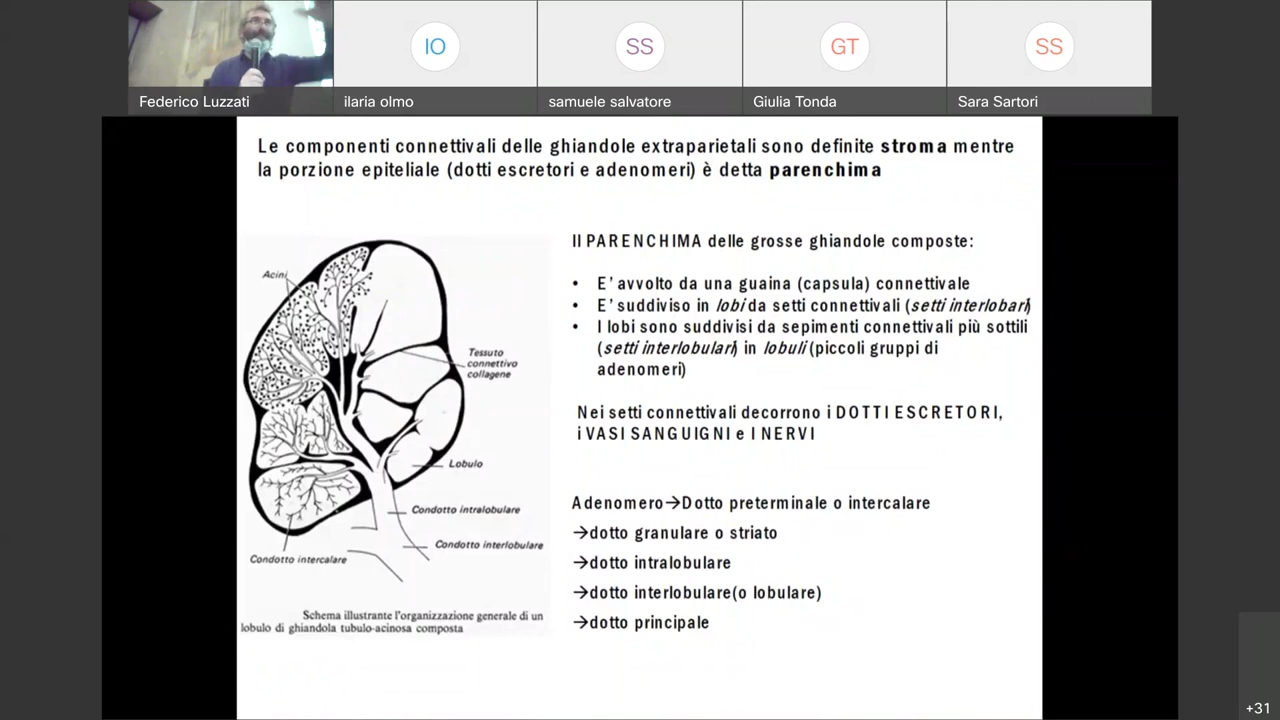 IO
SS
GT
SS
Federico Luzzati
ilaria olmo
samuele salvatore
Giulia Tonda
Sara Sartori
Le componenti connettivali delle ghiandole extraparietali sono definite stroma mentre
la porzione epiteliale (dotti escretori e adenomeri) è detta parenchima
Il PARENCHIMA delle grosse ghiandole composte:
• E' avvolto da una guaina (capsula) connettivale
• E' suddiviso in lobi da setti connettivali (setti interlobari)
• I lobi sono suddivisi da sepimenti connettivali più sottili
(setti interlobulari) in lobuli (piccoli gruppi di
adenomeri)
Nei setti connettivali decorrono i DOTTI ESCRETORI,
i VASI SANGUIGNI e I NERVI
Adenomero→Dotto preterminale o intercalare
→dotto granulare o striato
→dotto intralobulare
→dotto interlobulare(o lobulare)
→dotto principale
Acini
Tessuto
connettivo
collagene
Lobulo
Condotto intralobulare
Condotto interlobulare
Condotto intercalare
Schema illustrante l'organizzazione generale di un
lobulo di ghiandola tubulo-acinosa composta
+31